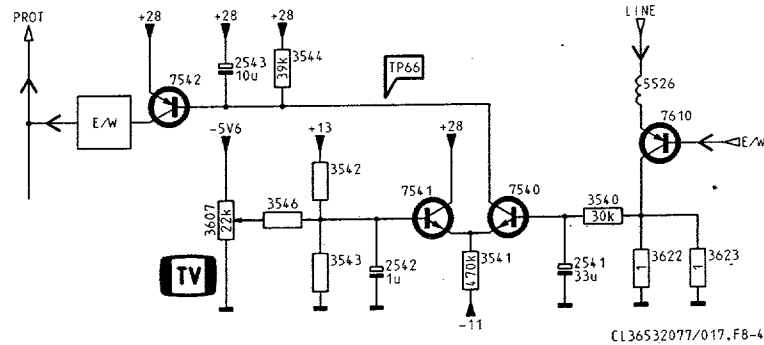 PROT
LINE
+28
+28
+28
2543
10u
3544
39k
7542
TP66
5526
7610
E/W
E/W
-5V6
+13
+28
3542
7541
7540
3540
30k
3607
22k
3546
TV
3543
2542
1u
470k
3541
2541
33u
1
3622
1
3623
-11
CL36532077/017.F8-4